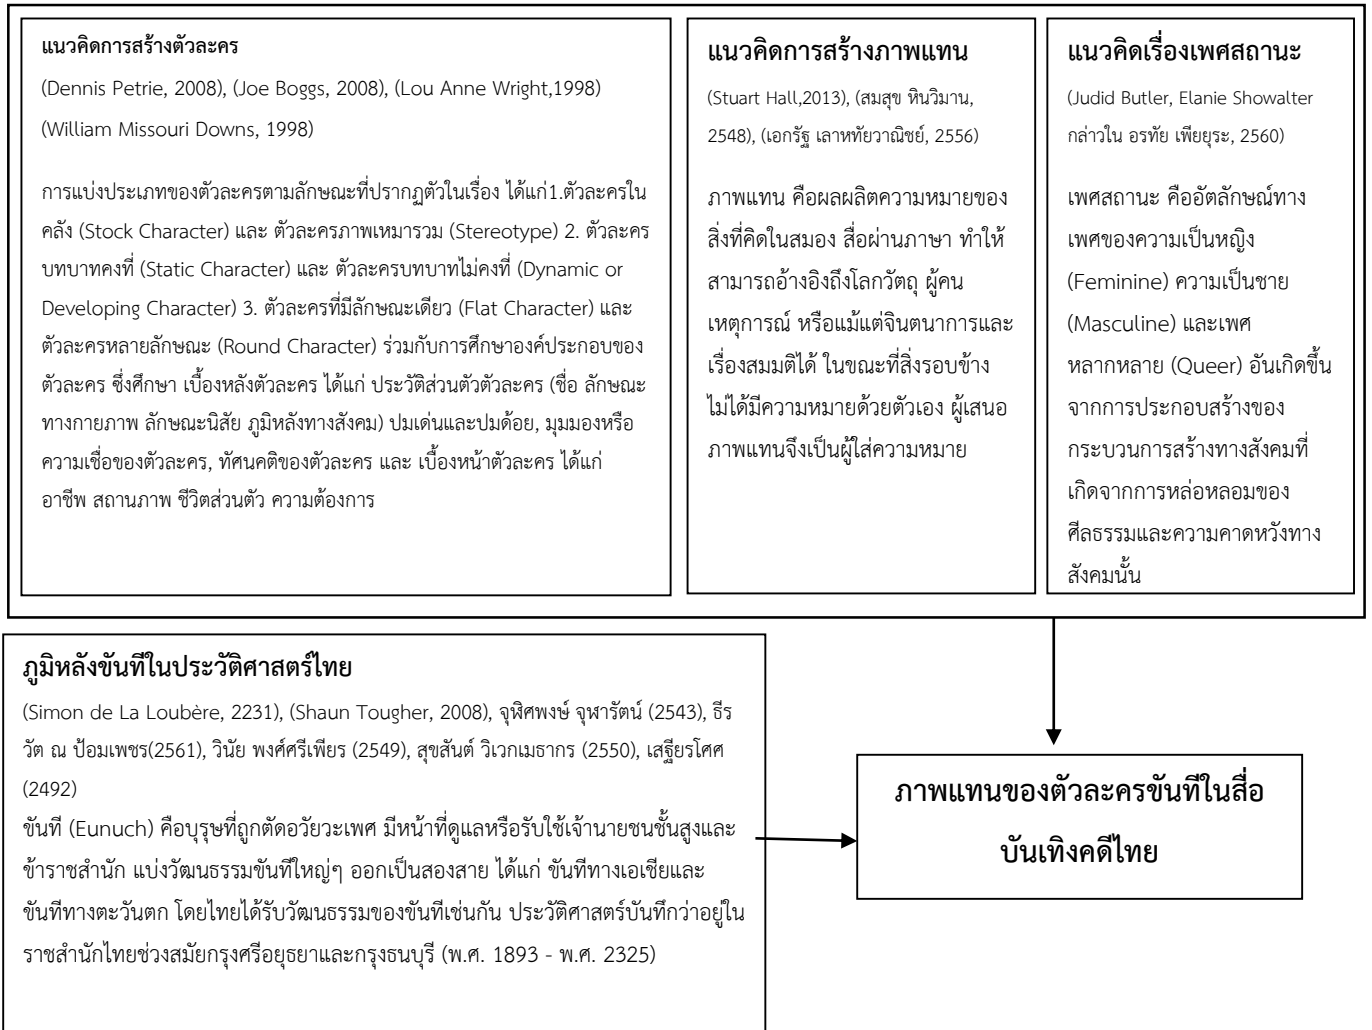 แนวคิดการสร้างตัวละคร
(Dennis Petrie, 2008), (Joe Boggs, 2008), (Lou Anne Wright,1998)
(William Missouri Downs, 1998)
การแบ่งประเภทของตัวละครตามลักษณะที่ปรากฏตัวในเรื่อง ได้แก่1.ตัวละครใน
คลัง (Stock Character) และ ตัวละครภาพเหมารวม (Stereotype) 2. ตัวละคร
บทบาทคงที่ (Static Character) และ ตัวละครบทบาทไม่คงที่ (Dynamic or
Developing Character) 3. ตัวละครที่มีลักษณะเดียว (Flat Character) และ
ตัวละครหลายลักษณะ (Round Character) ร่วมกับการศึกษาองค์ประกอบของ
ตัวละคร ซึ่งศึกษา เบื้องหลังตัวละคร ได้แก่ ประวัติส่วนตัวตัวละคร (ชื่อ ลักษณะ
ทางกายภาพ ลักษณะนิสัย ภูมิหลังทางสังคม) ปมเด่นและปมด้อย, มุมมองหรือ
ความเชื่อของตัวละคร, ทัศนคติของตัวละคร และ เบื้องหน้าตัวละคร ได้แก่
อาชีพ สถานภาพ ชีวิตส่วนตัว ความต้องการ
แนวคิดการสร้างภาพแทน
(Stuart Hall,2013), (สมสุข หินวิมาน,
2548), (เอกรัฐ เลาหทัยวาณิชย์, 2556)
ภาพแทน คือผลผลิตความหมายของ
สิ่งที่คิดในสมอง สื่อผ่านภาษา ทำให้
สามารถอ้างอิงถึงโลกวัตถุ ผู้คน
เหตุการณ์ หรือแม้แต่จินตนาการและ
เรื่องสมมติได้ ในขณะที่สิ่งรอบข้าง
ไม่ได้มีความหมายด้วยตัวเอง ผู้เสนอ
ภาพแทนจึงเป็นผู้ใส่ความหมาย
แนวคิดเรื่องเพศสถานะ
(Judid Butler, Elanie Showalter
กล่าวใน อรทัย เพียยุระ, 2560)
เพศสถานะ คืออัตลักษณ์ทาง
เพศของความเป็นหญิง
(Feminine) ความเป็นชาย
(Masculine) และเพศ
หลากหลาย (Queer) อันเกิดขึ้น
จากการประกอบสร้างของ
กระบวนการสร้างทางสังคมที่
เกิดจากการหล่อหลอมของ
ศีลธรรมและความคาดหวังทาง
สังคมนั้น
ภูมิหลังขันทีในประวัติศาสตร์ไทย
(Simon de La Loubère, 2231), (Shaun Tougher, 2008), จุฬิศพงษ์ จุฬารัตน์ (2543), ธีร
วัต ณ ป้อมเพชร(2561), วินัย พงศ์ศรีเพียร (2549), สุขสันต์ วิเวกเมธากร (2550), เสฐียรโกศ
(2492)
ขันที (Eunuch) คือบุรุษที่ถูกตัดอวัยวะเพศ มีหน้าที่ดูแลหรือรับใช้เจ้านายชนชั้นสูงและ
ข้าราชสำนัก แบ่งวัฒนธรรมขันทีใหญ่ๆ ออกเป็นสองสาย ได้แก่ ขันทีทางเอเชียและ
ขันทีทางตะวันตก โดยไทยได้รับวัฒนธรรมของขันทีเช่นกัน ประวัติศาสตร์บันทึกว่าอยู่ใน
ราชสำนักไทยช่วงสมัยกรุงศรีอยุธยาและกรุงธนบุรี (พ.ศ. 1893 - พ.ศ. 2325)
ภาพแทนของตัวละครขันทีในสื่อ
บันเทิงคดีไทย